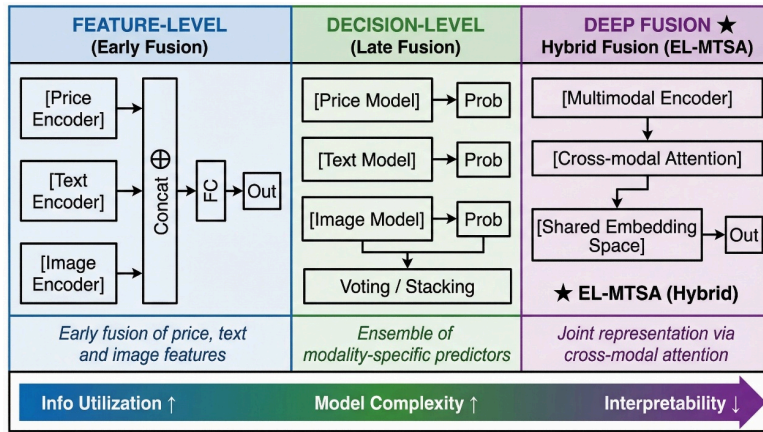 FEATURE-LEVEL
(Early Fusion)
[Price
Encoder]
[Text
Encoder]
[Image
Encoder]
Concat ⊕
FC
Out
Early fusion of price, text
and image features
DECISION-LEVEL
(Late Fusion)
[Price Model]
Prob
[Text Model]
Prob
[Image Model]
Prob
Voting / Stacking
Ensemble of
modality-specific predictors
DEEP FUSION ★
Hybrid Fusion (EL-MTSA)
[Multimodal Encoder]
[Cross-modal Attention]
[Shared Embedding
Space]
Out
★ EL-MTSA (Hybrid)
Joint representation via
cross-modal attention
Info Utilization ↑
Model Complexity ↑
Interpretability ↓